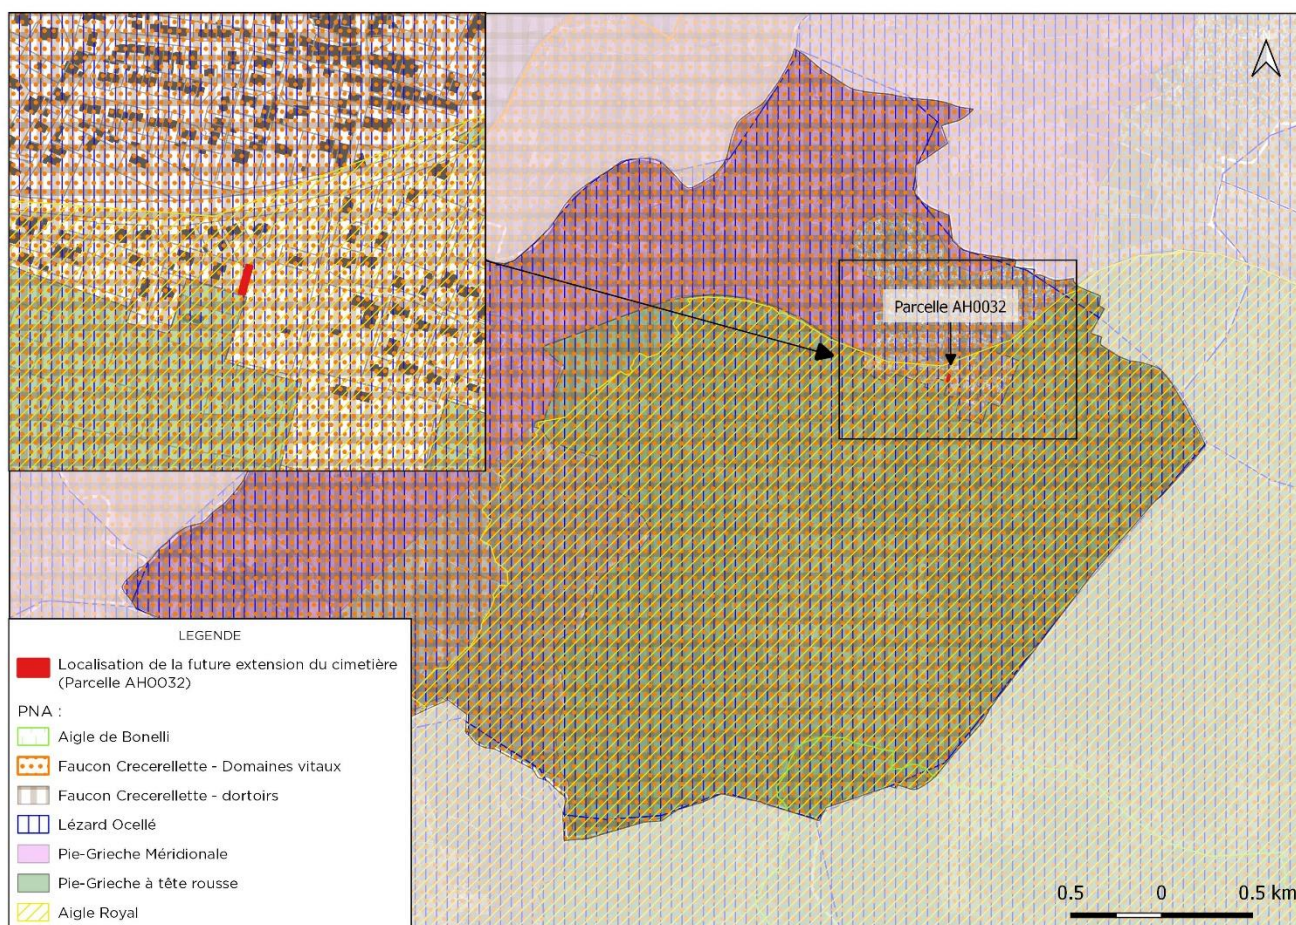 Parcelle AH0032
LEGENDE
Localisation de la future extension du cimetière
(Parcelle AH0032)
PNA :
Aigle de Bonelli
Faucon Crecerellette - Domaines vitaux
Faucon Crecerellette - dortoirs
Lézard Ocellé
Pie-Grieche Méridionale
Pie-Grieche à tête rousse
Aigle Royal
0.5 0 0.5 km